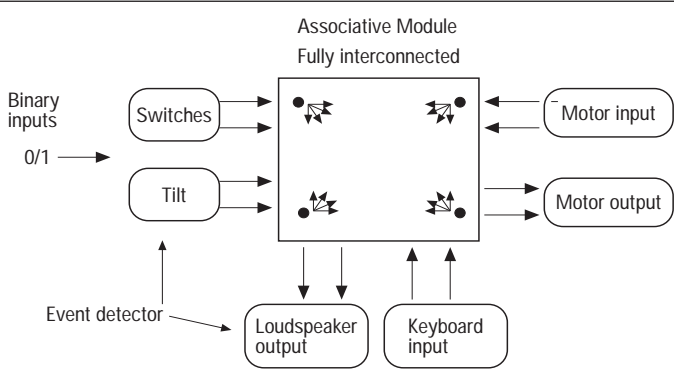 Associative Module
Fully interconnected
Binary
inputs
0/1
Switches
Tilt
Motor input
Motor output
Event detector
Loudspeaker
output
Keyboard
input